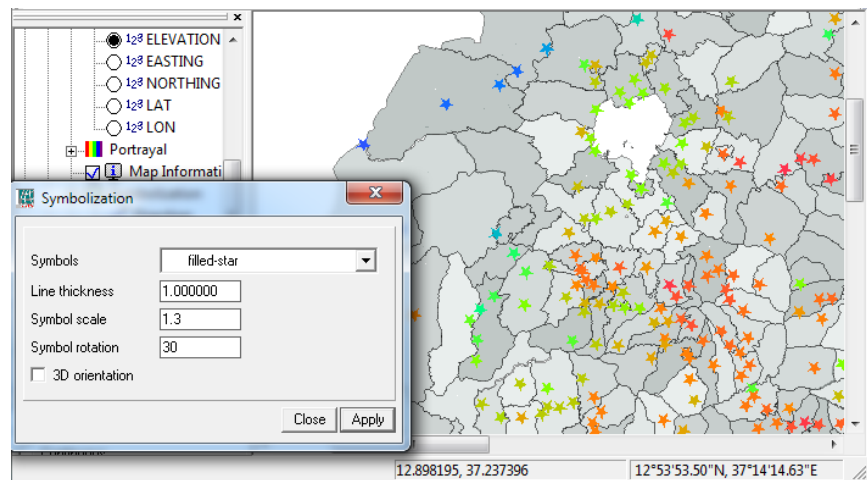 ELEVATION
EASTING
NORTHING
LAT
LON
Portrayal
Map Informati
Symbolization
Symbols filled-star
Line thickness 1.000000
Symbol scale 1.3
Symbol rotation 30
3D orientation
Close Apply
12.898195, 37.237396 12°53'53.50"N, 37°14'14.63"E